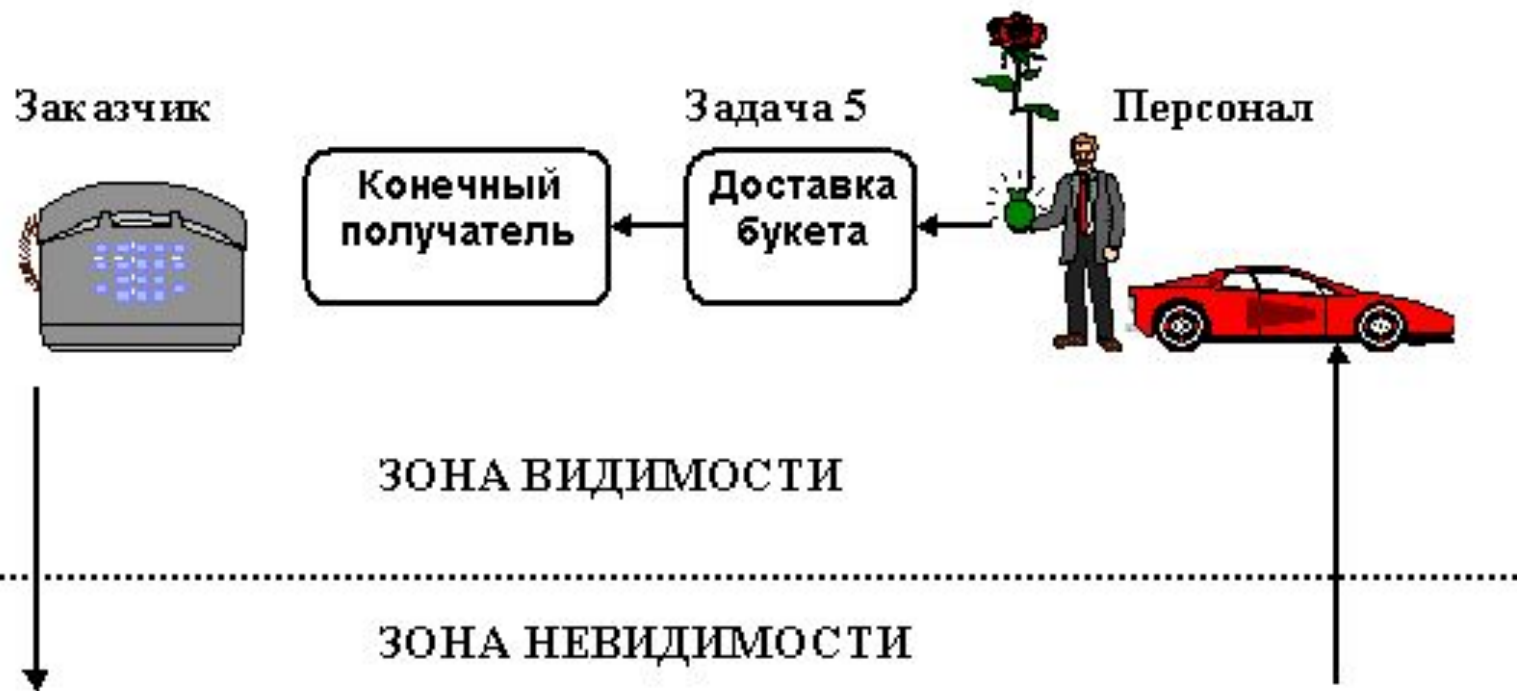 Заказчик
Задача 5
Персонал
Конечный
получатель
Доставка
букета
ЗОНА ВИДИМОСТИ
ЗОНА НЕВИДИМОСТИ